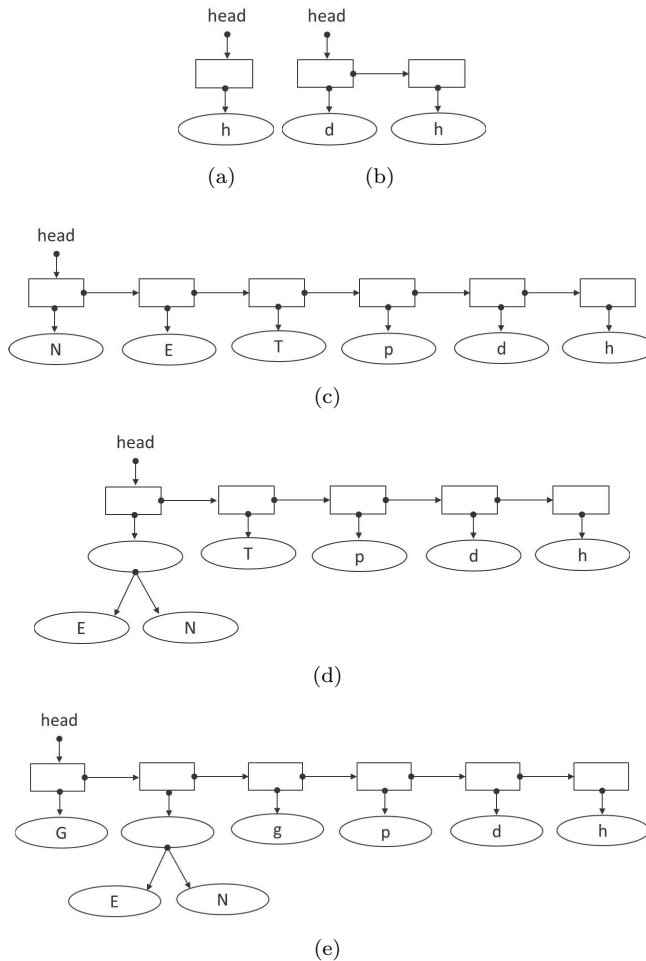 head head
h d h
(a) (b)
head
N E T p d h
(c)
head
T p d h
E N
(d)
head
G g p d h
E N
(e)